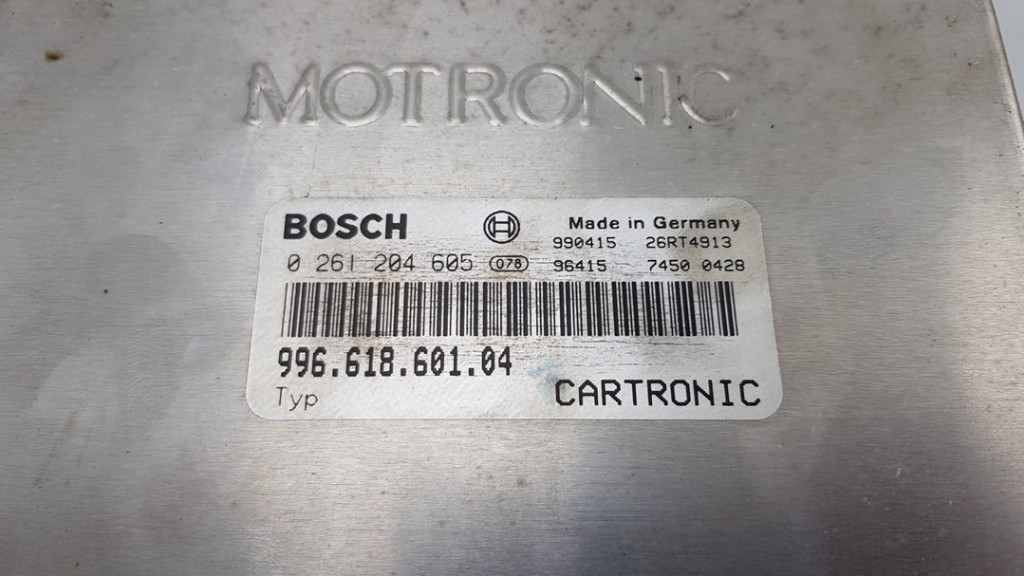 MOTRONIC
BOSCH Made in Germany
990415 26RT4913
0 261 204 605 078 96415 7450 0428
996.618.601.04
Typ CARTRONIC